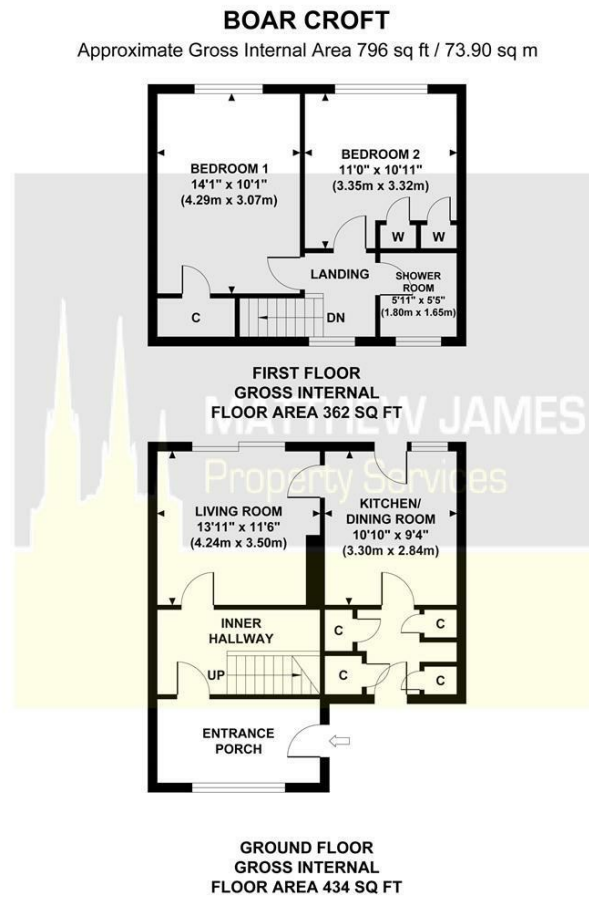 BOAR CROFT
Approximate Gross Internal Area 796 sq ft / 73.90 sq m
BEDROOM 1
14'1" x 10'1"
(4.29m x 3.07m)
BEDROOM 2
11'0" x 10'11"
(3.35m x 3.32m)
W
W
LANDING
SHOWER
ROOM
5'11" x 5'5"
(1.80m x 1.65m)
C
DN
FIRST FLOOR
GROSS INTERNAL
FLOOR AREA 362 SQ FT
MATTHEW JAMES
Property Services
LIVING ROOM
13'11" x 11'6"
(4.24m x 3.50m)
KITCHEN/
DINING ROOM
10'10" x 9'4"
(3.30m x 2.84m)
INNER
HALLWAY
C
C
UP
C
C
ENTRANCE
PORCH
GROUND FLOOR
GROSS INTERNAL
FLOOR AREA 434 SQ FT